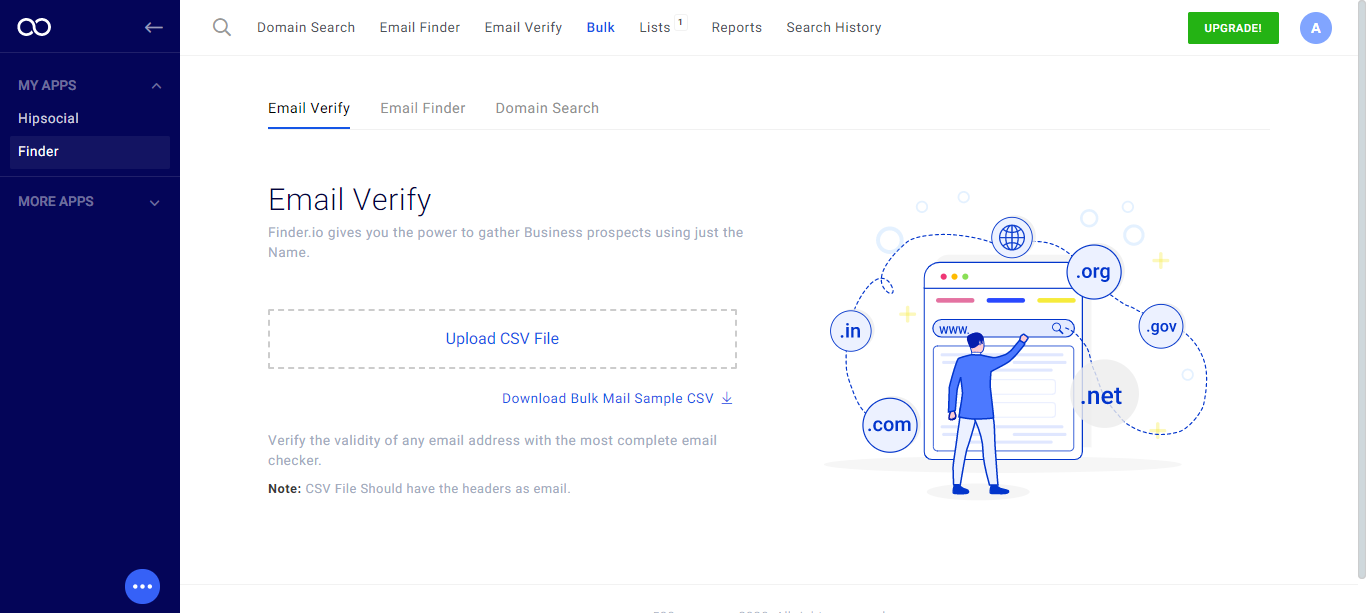 Domain Search Email Finder Email Verify Bulk Lists 1 Reports Search History UPGRADE! A
MY APPS
Hipsocial
Finder
MORE APPS
Email Verify Email Finder Domain Search
Email Verify
Finder.io gives you the power to gather Business prospects using just the
Name.
Upload CSV File
Download Bulk Mail Sample CSV
Verify the validity of any email address with the most complete email
checker.
Note: CSV File Should have the headers as email.
.org
.in
www.
.gov
.net
.com